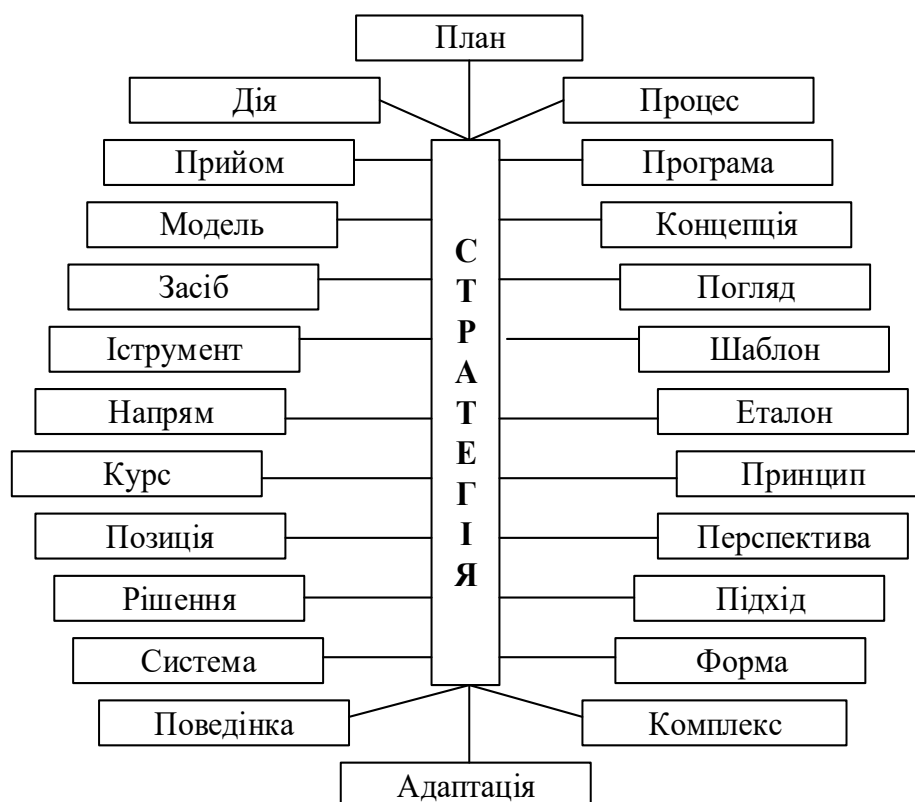 План
Дія
Процес
Прийом
Програма
Модель
Концепція
Засіб
Погляд
Іструмент
Шаблон
Напрям
Еталон
Курс
Принцип
Позиція
Перспектива
Рішення
Підхід
Система
Форма
Поведінка
Комплекс
Адаптація
СТРАТЕГІЯ